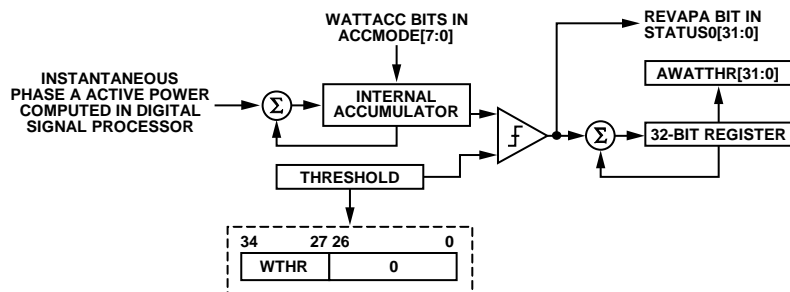 WATTACC BITS IN
ACCMODE[7:0]
REVAPA BIT IN
STATUS0[31:0]
INSTANTANEOUS
PHASE A ACTIVE POWER
COMPUTED IN DIGITAL
SIGNAL PROCESSOR
Σ
INTERNAL
ACCUMULATOR
AWATTHR[31:0]
Σ
32-BIT REGISTER
THRESHOLD
34 27 26 0
WTHR 0